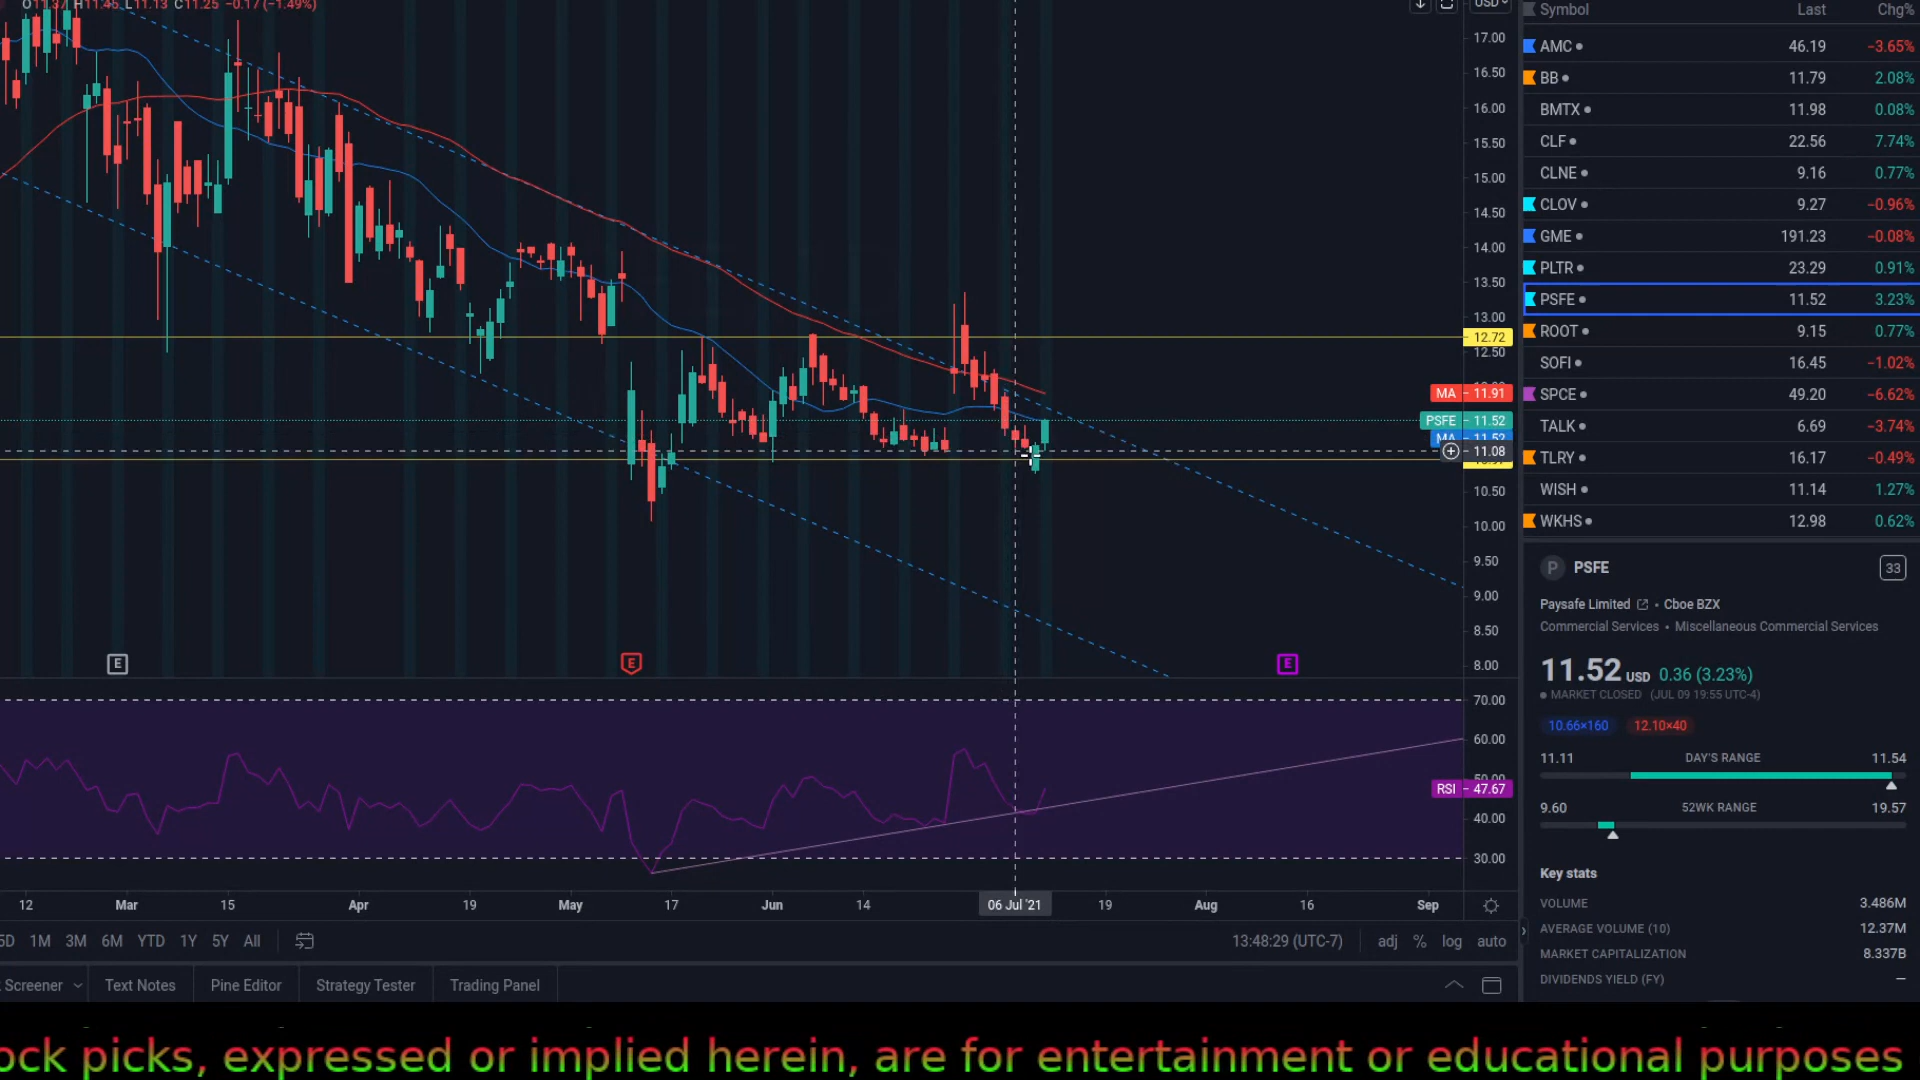 O11.37 H11.45 L11.13 C11.25 −0.17 (−1.49%)
USD
17.00
16.50
16.00
15.50
15.00
14.50
14.00
13.50
13.00
12.72
12.50
MA 11.91
PSFE 11.52
MA 11.52
11.08
10.50
10.00
9.50
9.00
8.50
8.00
E
E
E
70.00
60.00
50.00
RSI 47.67
40.00
30.00
12 Mar 15 Apr 19 May 17 Jun 14 06 Jul '21 19 Aug 16 Sep
5D 1M 3M 6M YTD 1Y 5Y All
13:48:29 (UTC-7) adj % log auto
Screener Text Notes Pine Editor Strategy Tester Trading Panel
Symbol Last Chg%
AMC 46.19 −3.65%
BB 11.79 2.08%
BMTX 11.98 0.08%
CLF 22.56 7.74%
CLNE 9.16 0.77%
CLOV 9.27 −0.96%
GME 191.23 −0.08%
PLTR 23.29 0.91%
PSFE 11.52 3.23%
ROOT 9.15 0.77%
SOFI 16.45 −1.02%
SPCE 49.20 −6.62%
TALK 6.69 −3.74%
TLRY 16.17 −0.49%
WISH 11.14 1.27%
WKHS 12.98 0.62%
P PSFE 33
Paysafe Limited • Cboe BZX
Commercial Services • Miscellaneous Commercial Services
11.52 USD 0.36 (3.23%)
MARKET CLOSED (JUL 09 19:55 UTC-4)
10.66×160 12.10×40
11.11 DAY'S RANGE 11.54
9.60 52WK RANGE 19.57
Key stats
VOLUME 3.486M
AVERAGE VOLUME (10) 12.37M
MARKET CAPITALIZATION 8.337B
DIVIDENDS YIELD (FY) —
ock picks, expressed or implied herein, are for entertainment or educational purposes